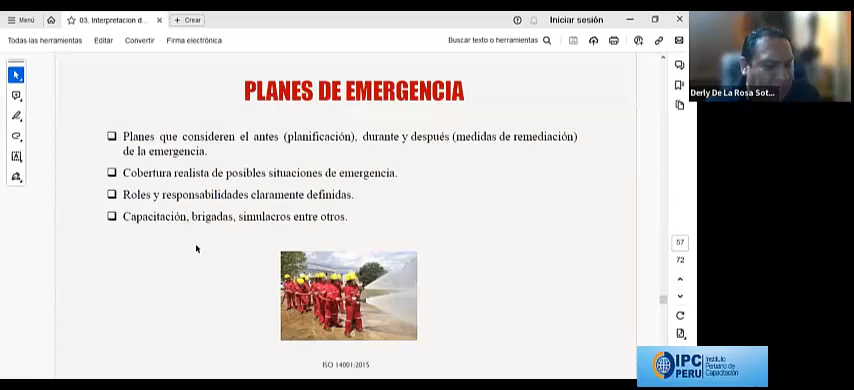 Menú
03. Interpretacion d...
+ Crear
Iniciar sesión
Todas las herramientas
Editar
Convertir
Firma electrónica
Buscar texto o herramientas
PLANES DE EMERGENCIA
Planes que consideren el antes (planificación), durante y después (medidas de remediación)
de la emergencia.
Cobertura realista de posibles situaciones de emergencia.
Roles y responsabilidades claramente definidas.
Capacitación, brigadas, simulacros entre otros.
ISO 14001:2015
57
72
Derly De La Rosa Sot...
IPC PERU
Instituto
Peruano de
Capacitación